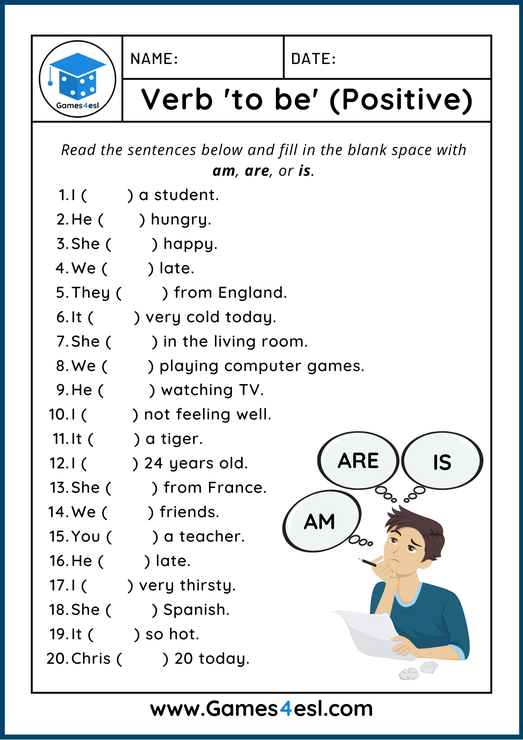 NAME:
DATE:
Games4esl
Verb 'to be' (Positive)
Read the sentences below and fill in the blank space with
am, are, or is.
1. I ( ) a student.
2. He ( ) hungry.
3. She ( ) happy.
4. We ( ) late.
5. They ( ) from England.
6. It ( ) very cold today.
7. She ( ) in the living room.
8. We ( ) playing computer games.
9. He ( ) watching TV.
10. I ( ) not feeling well.
11. It ( ) a tiger.
12. I ( ) 24 years old.
13. She ( ) from France.
14. We ( ) friends.
15. You ( ) a teacher.
16. He ( ) late.
17. I ( ) very thirsty.
18. She ( ) Spanish.
19. It ( ) so hot.
20. Chris ( ) 20 today.
ARE
IS
AM
www.Games4esl.com